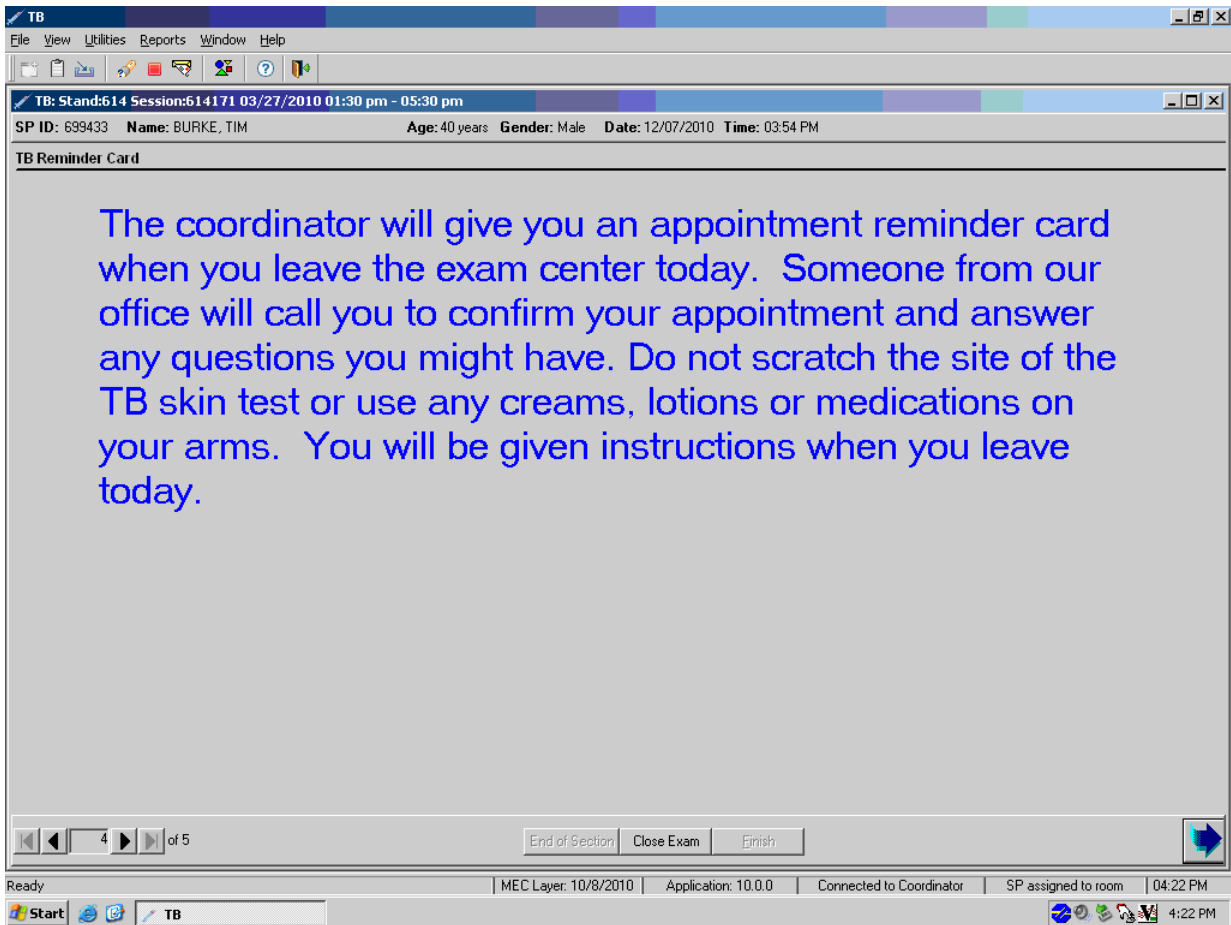 TB
File View Utilities Reports Window Help
TB: Stand:614 Session:614171 03/27/2010 01:30 pm - 05:30 pm
SP ID: 699433 Name: BURKE, TIM Age: 40 years Gender: Male Date: 12/07/2010 Time: 03:54 PM
TB Reminder Card
The coordinator will give you an appointment reminder card
when you leave the exam center today.  Someone from our
office will call you to confirm your appointment and answer
any questions you might have. Do not scratch the site of the
TB skin test or use any creams, lotions or medications on
your arms.  You will be given instructions when you leave
today.
4 of 5 End of Section Close Exam Finish
Ready MEC Layer: 10/8/2010 Application: 10.0.0 Connected to Coordinator SP assigned to room 04:22 PM
Start TB 4:22 PM